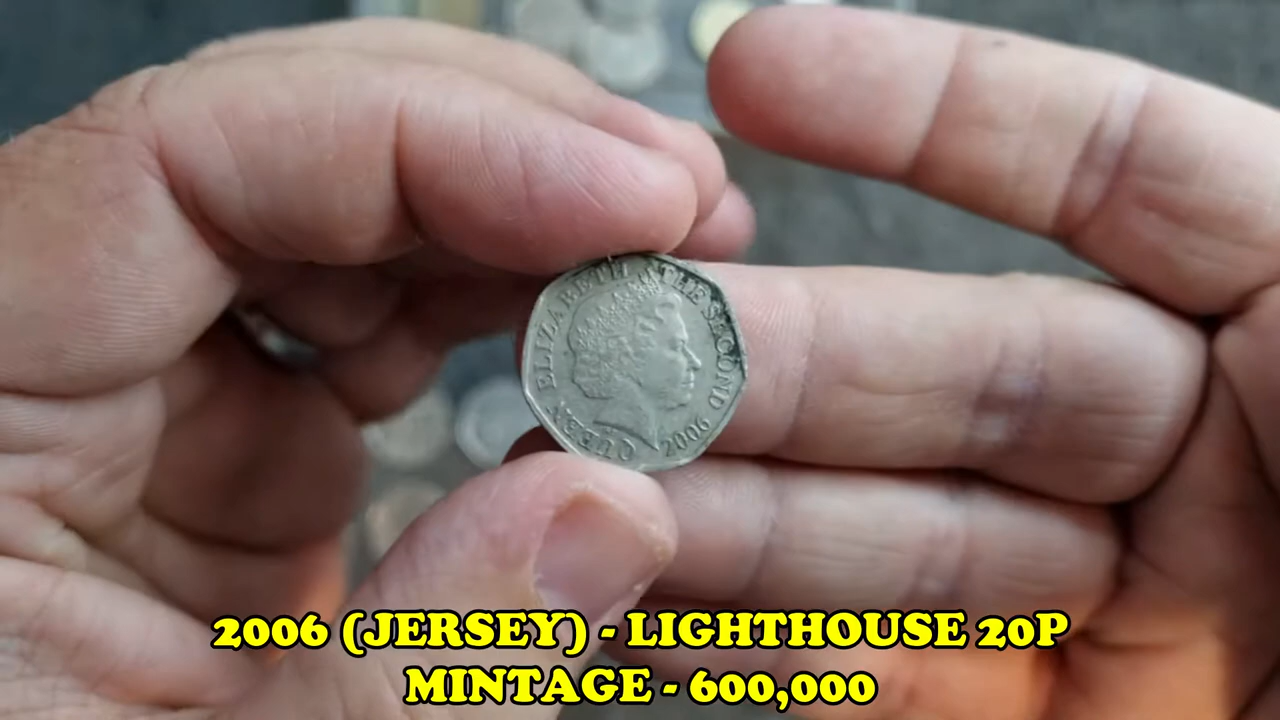 QUEEN ELIZABETH THE SECOND 2006
2006 (JERSEY) - LIGHTHOUSE 20P
MINTAGE - 600,000